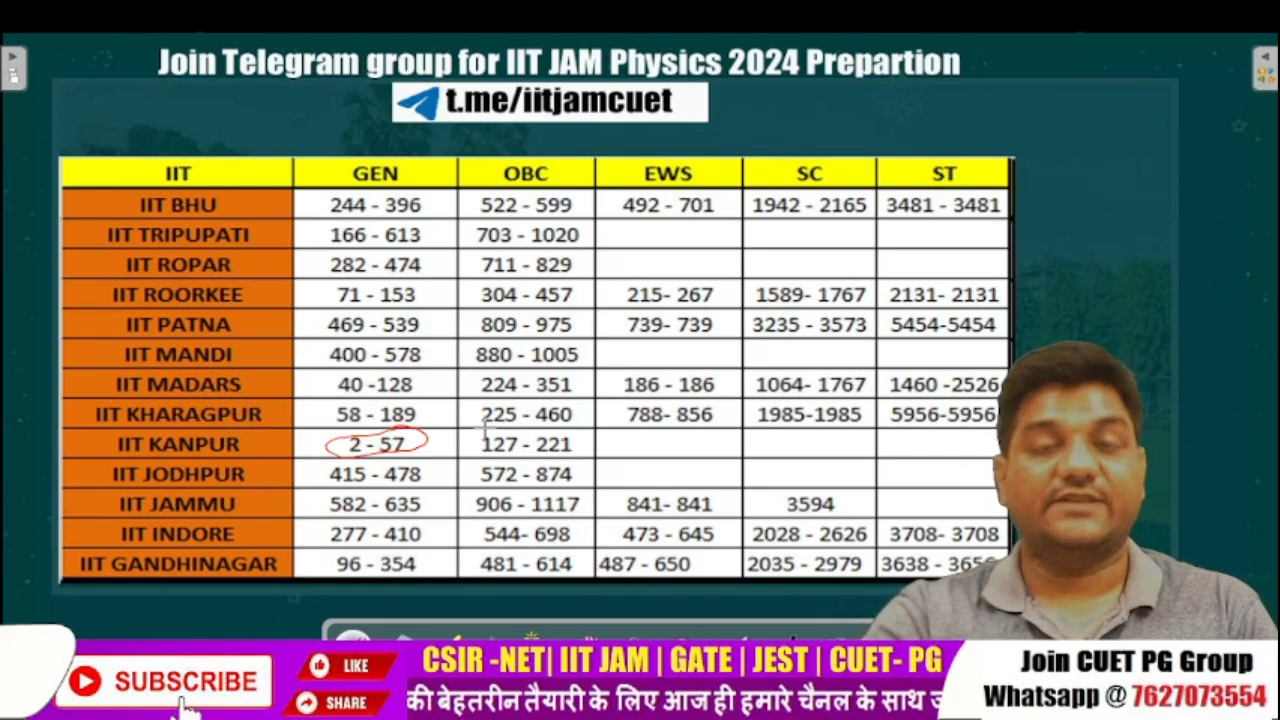 Join Telegram group for IIT JAM Physics 2024 Prepartion
t.me/iitjamcuet
IIT GEN OBC EWS SC ST
IIT BHU 244 - 396 522 - 599 492 - 701 1942 - 2165 3481 - 3481
IIT TRIPUPATI 166 - 613 703 - 1020
IIT ROPAR 282 - 474 711 - 829
IIT ROORKEE 71 - 153 304 - 457 215- 267 1589- 1767 2131- 2131
IIT PATNA 469 - 539 809 - 975 739- 739 3235 - 3573 5454-5454
IIT MANDI 400 - 578 880 - 1005
IIT MADARS 40 -128 224 - 351 186 - 186 1064- 1767 1460 -2526
IIT KHARAGPUR 58 - 189 225 - 460 788- 856 1985-1985 5956-5956
IIT KANPUR 2 - 57 127 - 221
IIT JODHPUR 415 - 478 572 - 874
IIT JAMMU 582 - 635 906 - 1117 841- 841 3594
IIT INDORE 277 - 410 544- 698 473 - 645 2028 - 2626 3708- 3708
IIT GANDHINAGAR 96 - 354 481 - 614 487 - 650 2035 - 2979 3638 -
SUBSCRIBE
LIKE
SHARE
CSIR -NET| IIT JAM | GATE | JEST | CUET- PG
की बेहतरीन तैयारी के लिए आज ही हमारे चैनल के साथ
Join CUET PG Group
Whatsapp @ 7627073554